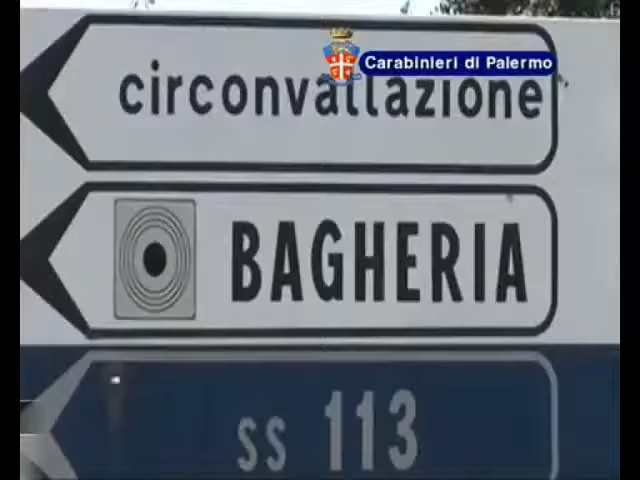 Carabinieri di Palermo
circonvallazione
BAGHERIA
ss 113